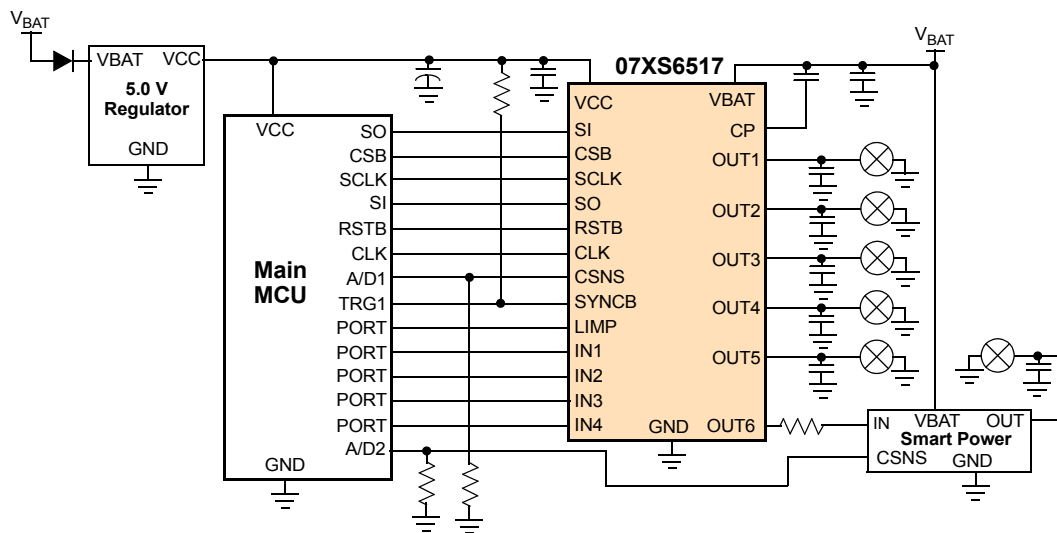 VBAT
VBAT VCC
5.0 V
Regulator
GND
Main
MCU
VCC
SO
CSB
SCLK
SI
RSTB
CLK
A/D1
TRG1
PORT
PORT
PORT
PORT
PORT
A/D2
GND
07XS6517
VCC
SI
CSB
SCLK
SO
RSTB
CLK
CSNS
SYNCB
LIMP
IN1
IN2
IN3
IN4
GND
VBAT
CP
OUT1
OUT2
OUT3
OUT4
OUT5
OUT6
VBAT
IN VBAT OUT
Smart Power
CSNS GND